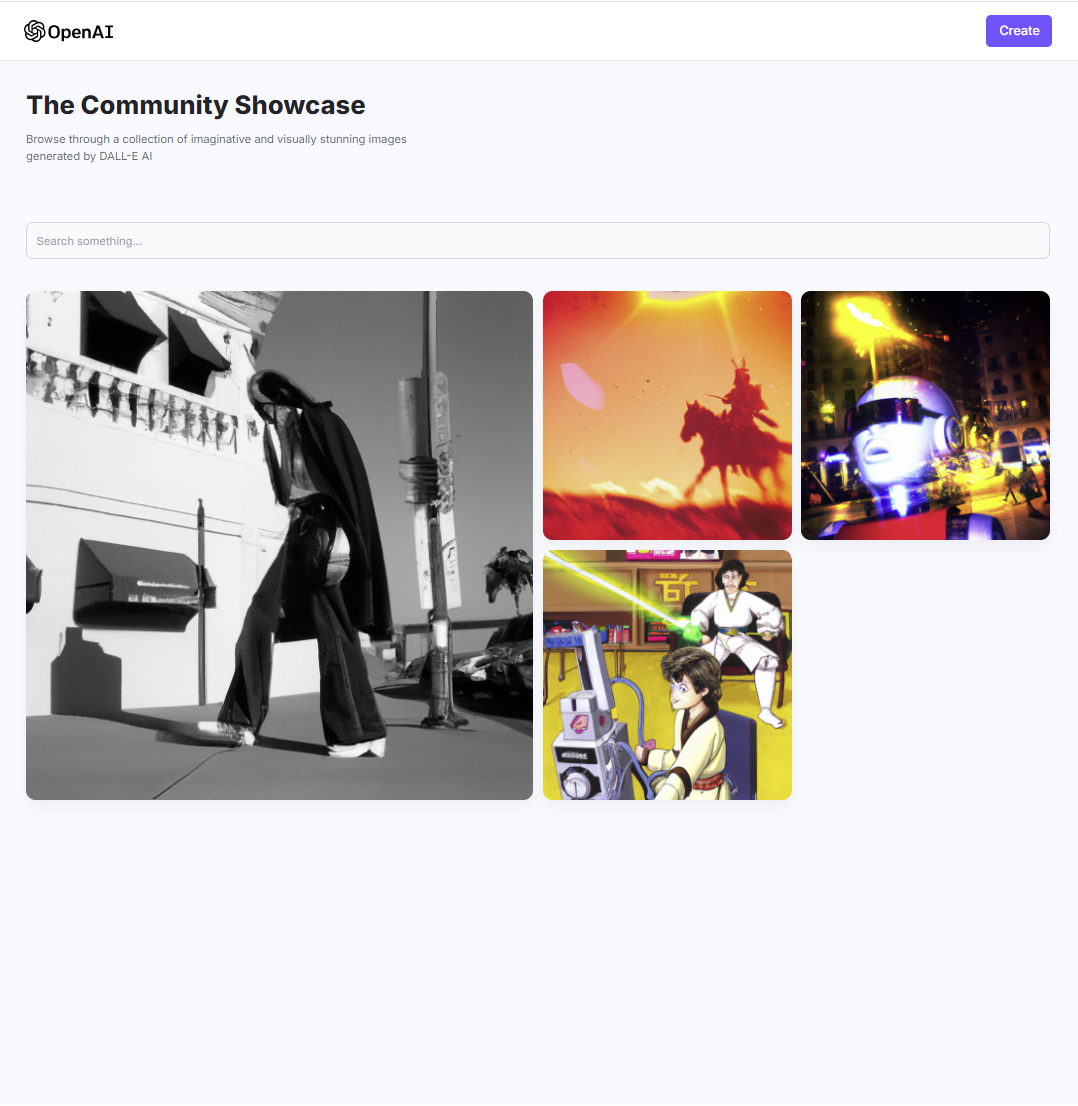 OpenAI
Create
The Community Showcase
Browse through a collection of imaginative and visually stunning images
generated by DALL-E AI
Search something...